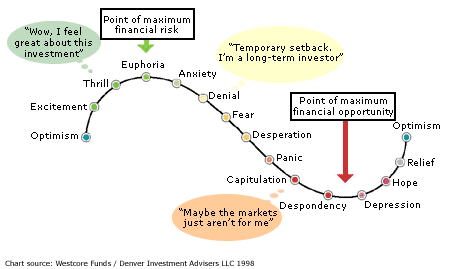 "Wow, I feel
great about this
investment"
Point of maximum
financial risk
"Temporary setback.
I'm a long-term investor"
Euphoria
Anxiety
Thrill
Denial
Excitement
Fear
Point of maximum
financial opportunity
Optimism
Desperation
Optimism
Panic
Relief
Capitulation
Hope
Despondency
Depression
"Maybe the markets
just aren't for me"
Chart source: Westcore Funds / Denver Investment Advisers LLC 1998